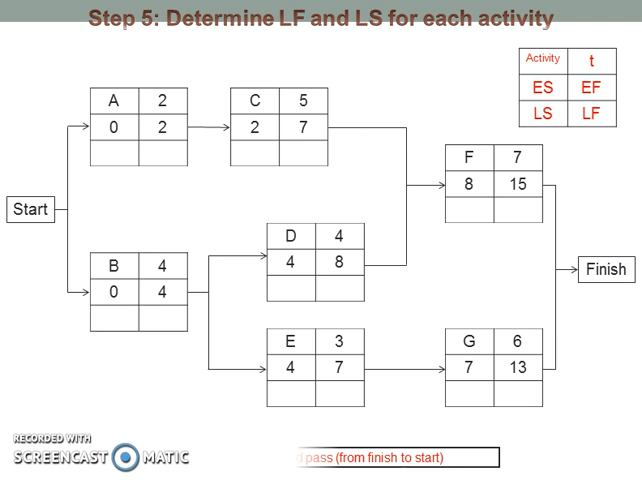 Step 5: Determine LF and LS for each activity
Activity t
ES EF
LS LF
A 2
0 2
C 5
2 7
F 7
8 15
Start
D 4
4 8
B 4
0 4
Finish
E 3
4 7
G 6
7 13
RECORDED WITH
SCREENCAST MATIC
pass (from finish to start)